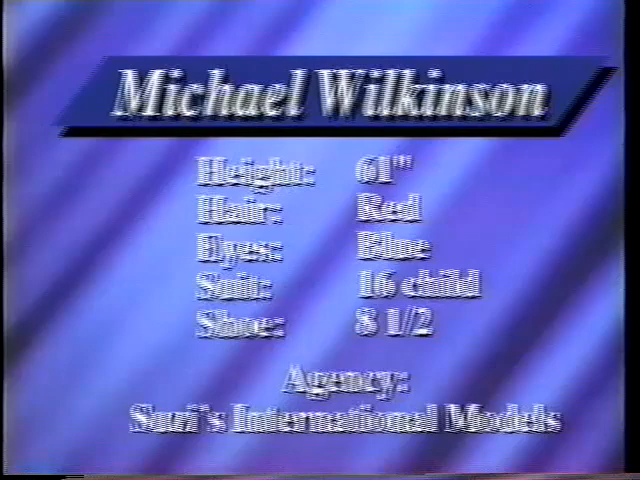 Michael Wilkinson
Height: 61"
Hair: Red
Eyes: Blue
Suit: 16 child
Shoe: 8 1/2
Agency:
Suzi's International Models